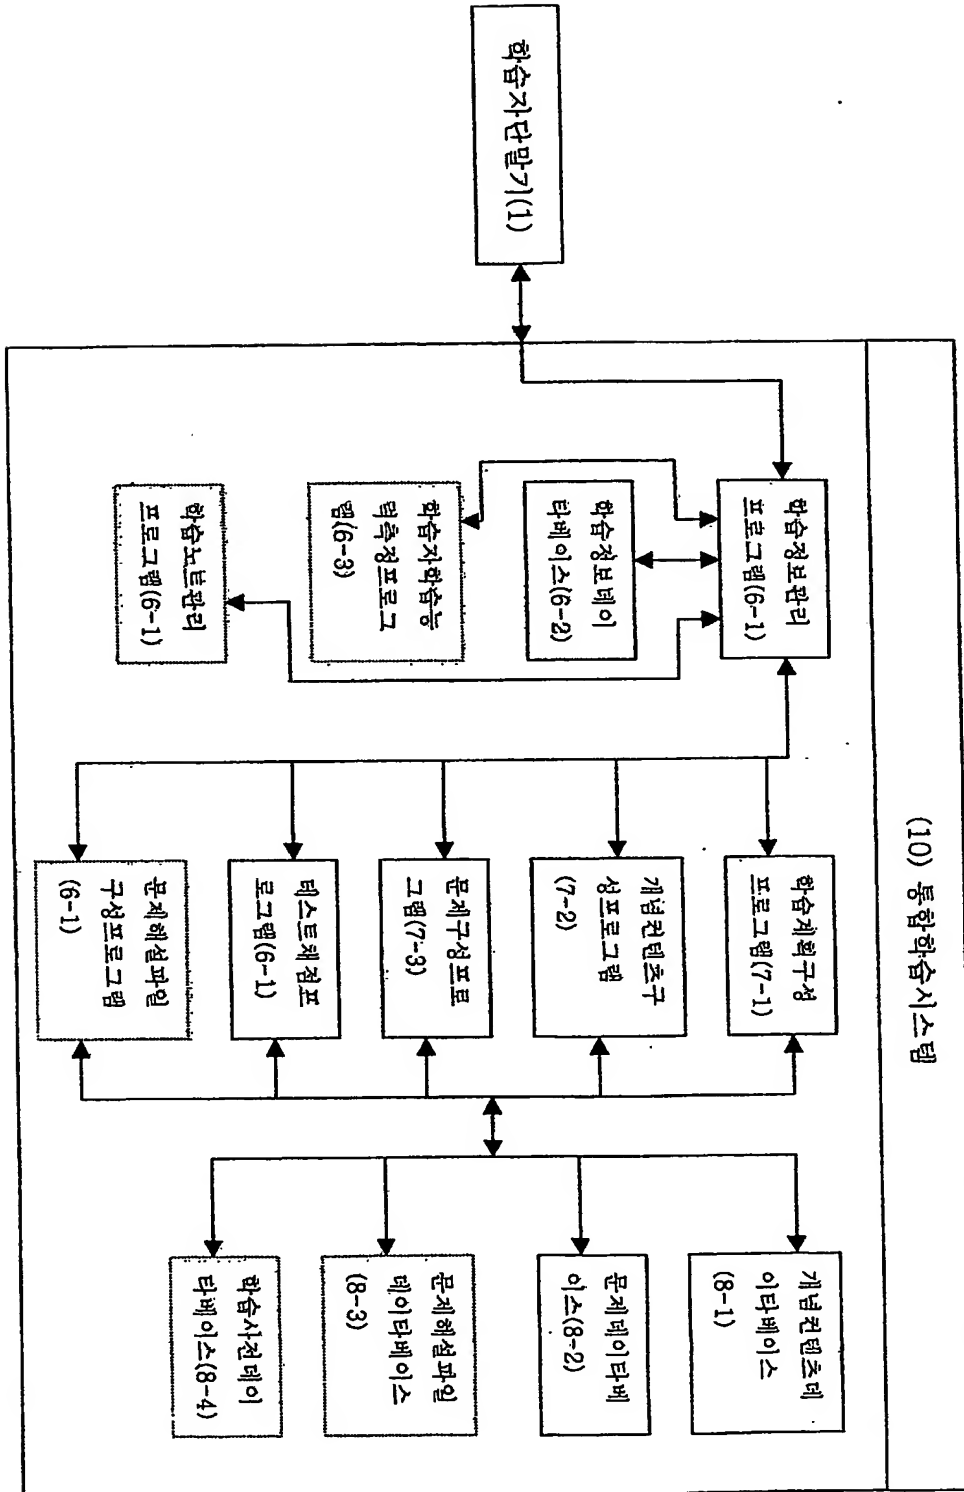 (10) 통합학습시스템
학습자단말기(1)
학습정보관리
프로그램(6-1)
학습정보데이
타베이스(6-2)
학습자학습능
력측정프로그
램(6-3)
학습노트관리
프로그램(6-1)
학습계획구성
프로그램(7-1)
개념컨텐츠구
성프로그램
(7-2)
문제구성프로
그램(7-3)
테스트채점프
로그램(6-1)
문제해설파일
구성프로그램
(6-1)
개념컨텐츠데
이타베이스
(8-1)
문제데이타베
이스(8-2)
문제해설파일
데이타베이스
(8-3)
학습사전데이
타베이스(8-4)